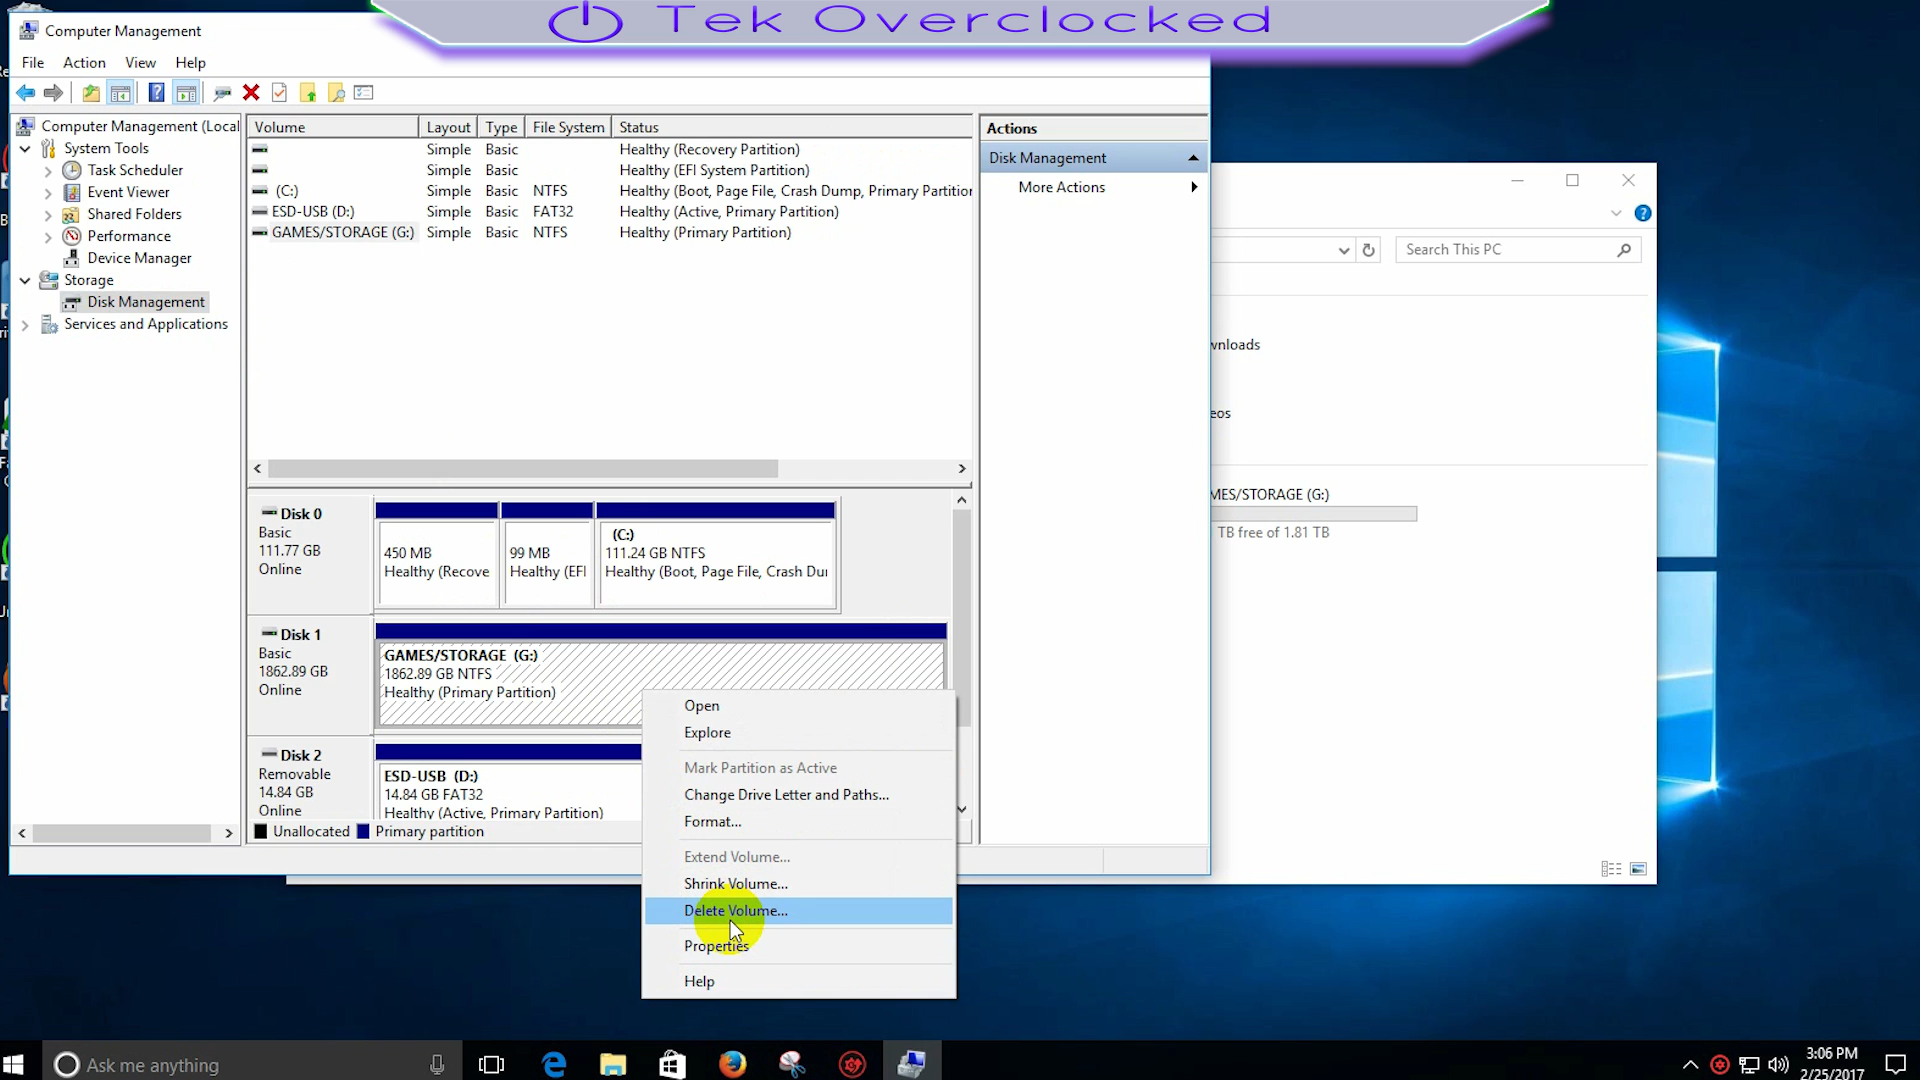 Tek Overclocked
Computer Management
File Action View Help
Computer Management (Local
System Tools
Task Scheduler
Event Viewer
Shared Folders
Performance
Device Manager
Storage
Disk Management
Services and Applications
Volume Layout Type File System Status
Simple Basic Healthy (Recovery Partition)
Simple Basic Healthy (EFI System Partition)
(C:) Simple Basic NTFS Healthy (Boot, Page File, Crash Dump, Primary Partition
ESD-USB (D:) Simple Basic FAT32 Healthy (Active, Primary Partition)
GAMES/STORAGE (G:) Simple Basic NTFS Healthy (Primary Partition)
Actions
Disk Management
More Actions
Search This PC
wnloads
eos
MES/STORAGE (G:)
TB free of 1.81 TB
Disk 0
Basic
111.77 GB
Online
450 MB
Healthy (Recove
99 MB
Healthy (EFI
(C:)
111.24 GB NTFS
Healthy (Boot, Page File, Crash Du
Disk 1
Basic
1862.89 GB
Online
GAMES/STORAGE (G:)
1862.89 GB NTFS
Healthy (Primary Partition)
Disk 2
Removable
14.84 GB
Online
ESD-USB (D:)
14.84 GB FAT32
Healthy (Active, Primary Partition)
Unallocated Primary partition
Open
Explore
Mark Partition as Active
Change Drive Letter and Paths...
Format...
Extend Volume...
Shrink Volume...
Delete Volume...
Properties
Help
Ask me anything
3:06 PM
2/25/2017